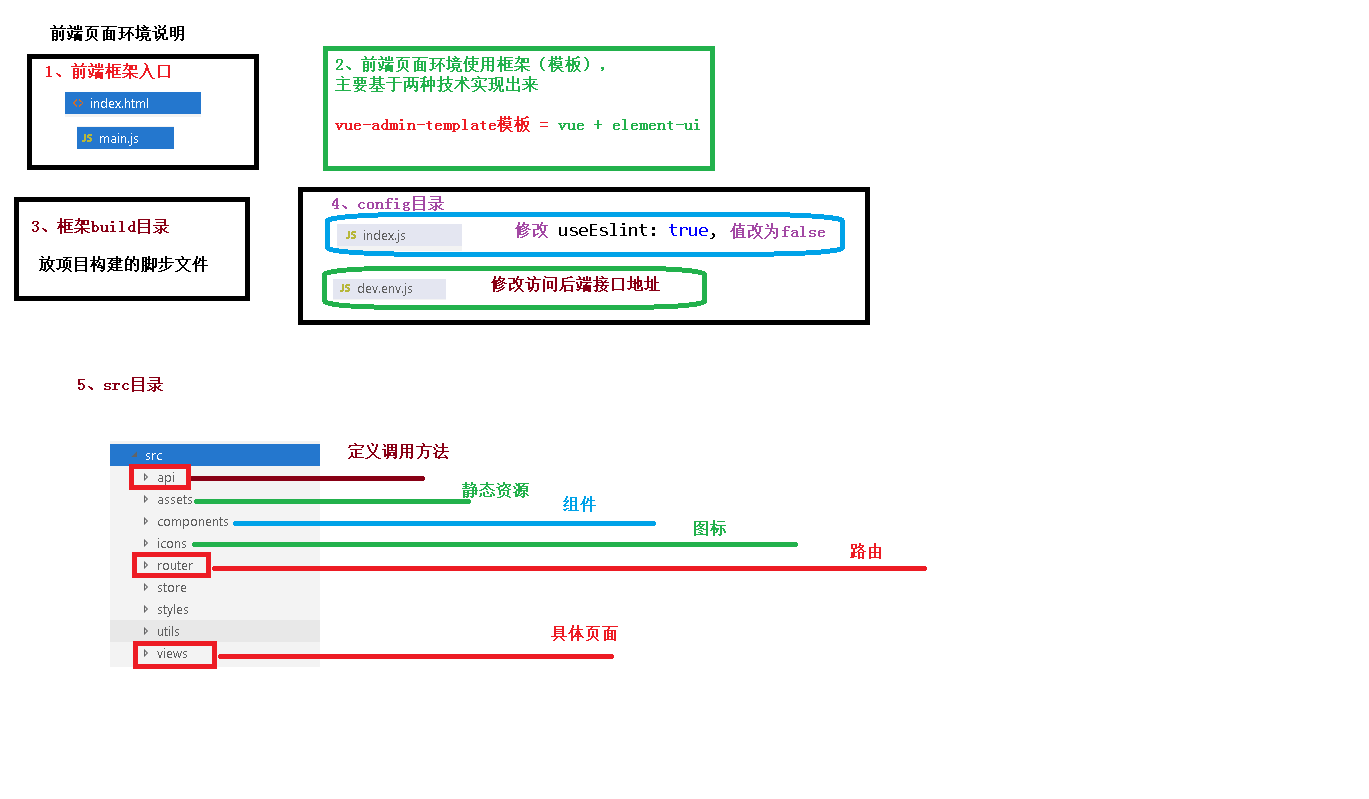 前端页面环境说明
1、前端框架入口
<> index.html
JS main.js
2、前端页面环境使用框架（模板），
主要基于两种技术实现出来
vue-admin-template模板 = vue + element-ui
3、框架build目录
放项目构建的脚步文件
4、config目录
JS index.js 修改 useEslint: true, 值改为false
JS dev.env.js 修改访问后端接口地址
5、src目录
src
定义调用方法
api
静态资源
assets
组件
components
图标
icons
路由
router
store
styles
utils
具体页面
views